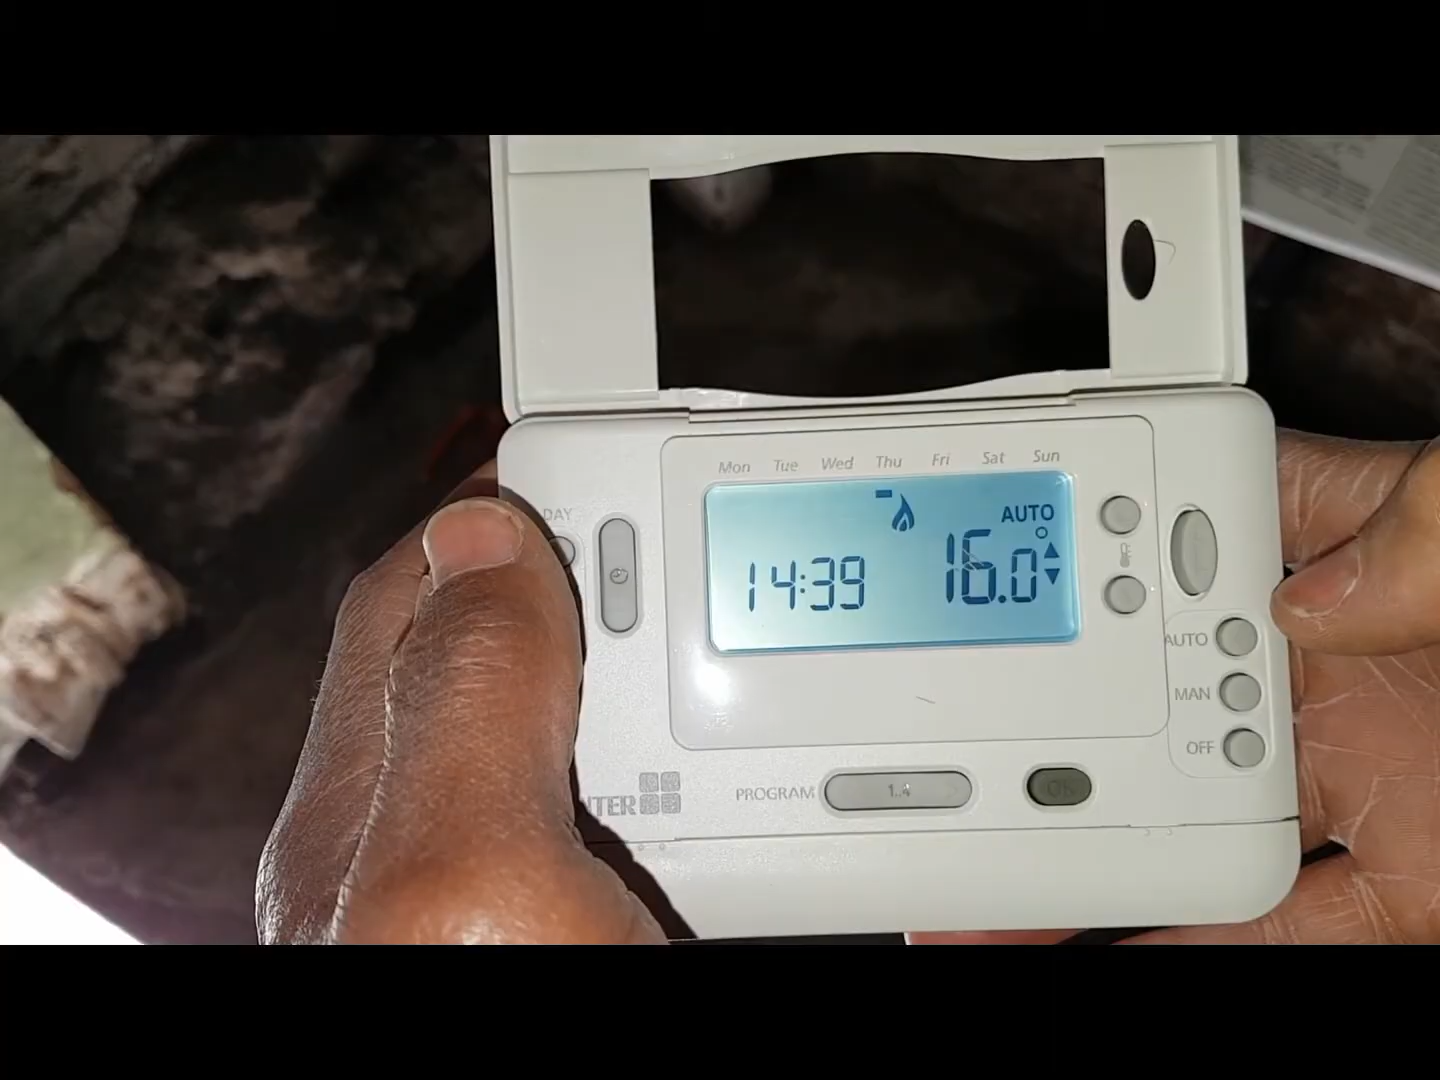 Mon Tue Wed Thu Fri Sat Sun
DAY
AUTO
14:39 16.0
AUTO
MAN
OFF
PROGRAM 1..4 OK